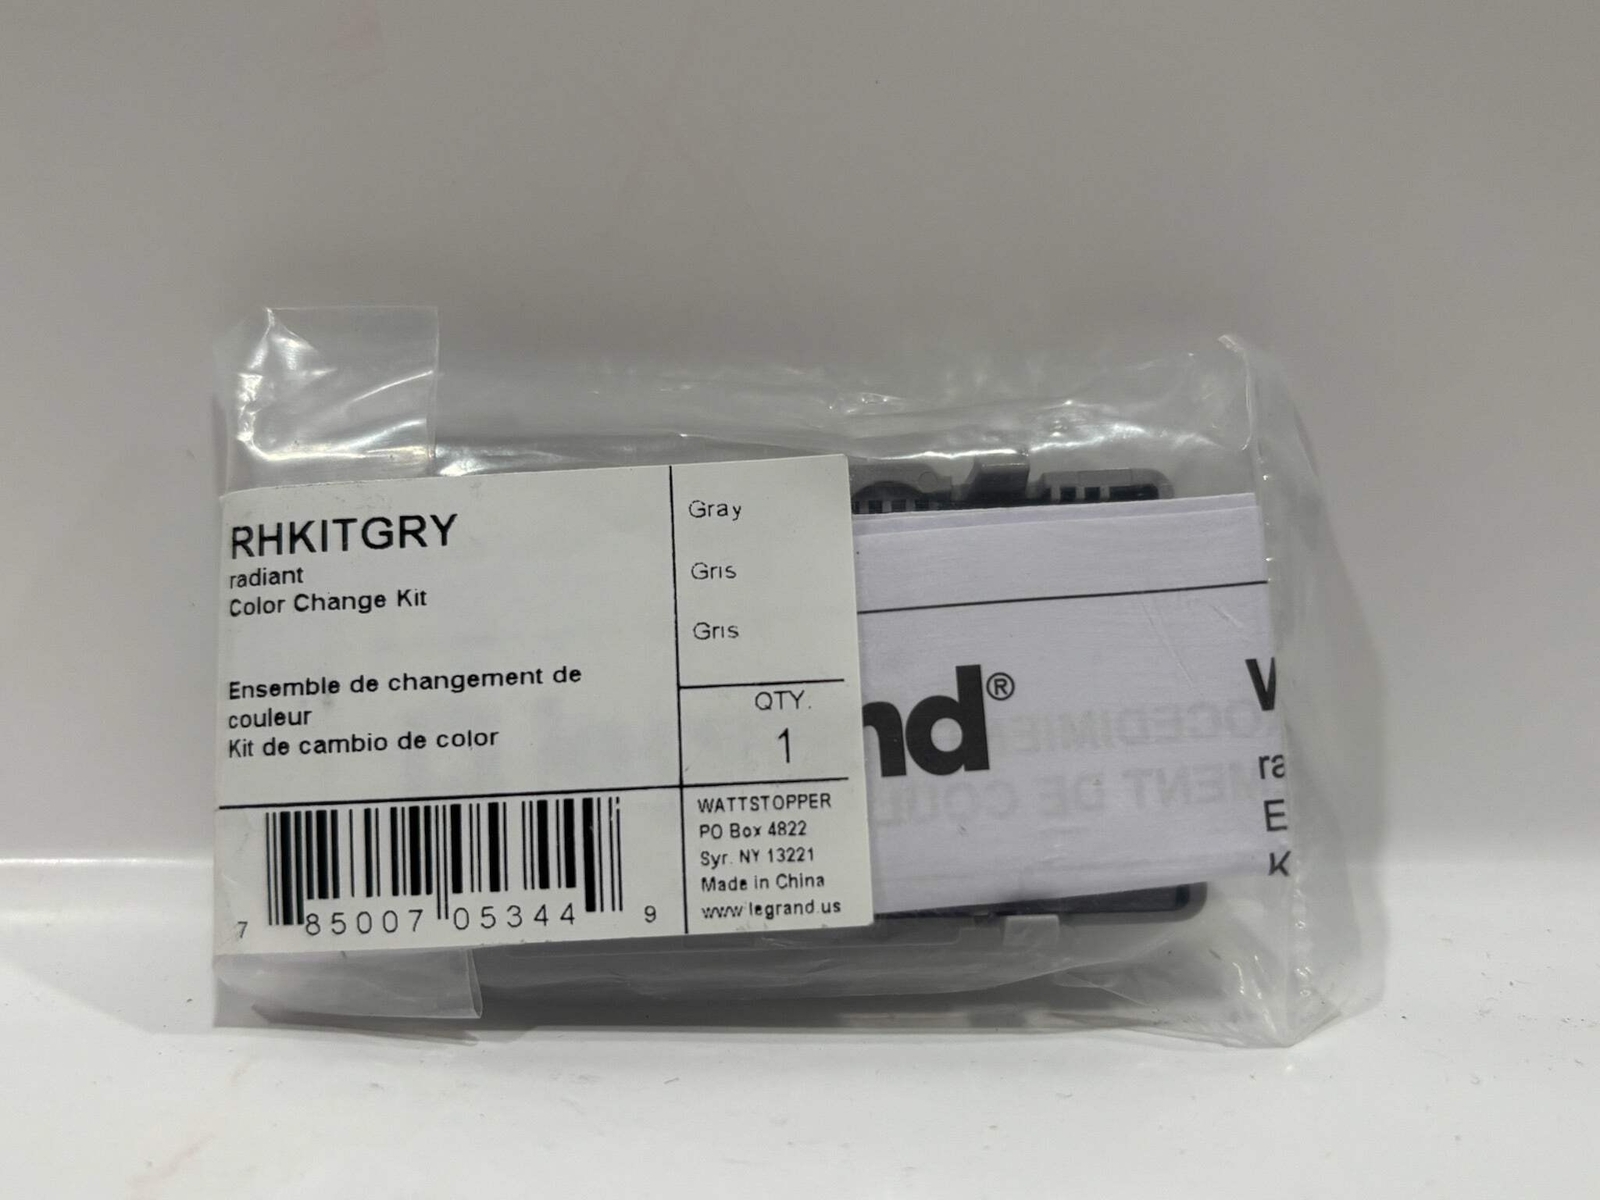 RHKITGRY
radiant
Color Change Kit
Ensemble de changement de
couleur
Kit de cambio de color
Gray
Gris
Gris
QTY.
1
7 85007 05344 9
WATTSTOPPER
PO Box 4822
Syr. NY 13221
Made in China
www.legrand.us
nd®
W
ra
E
K